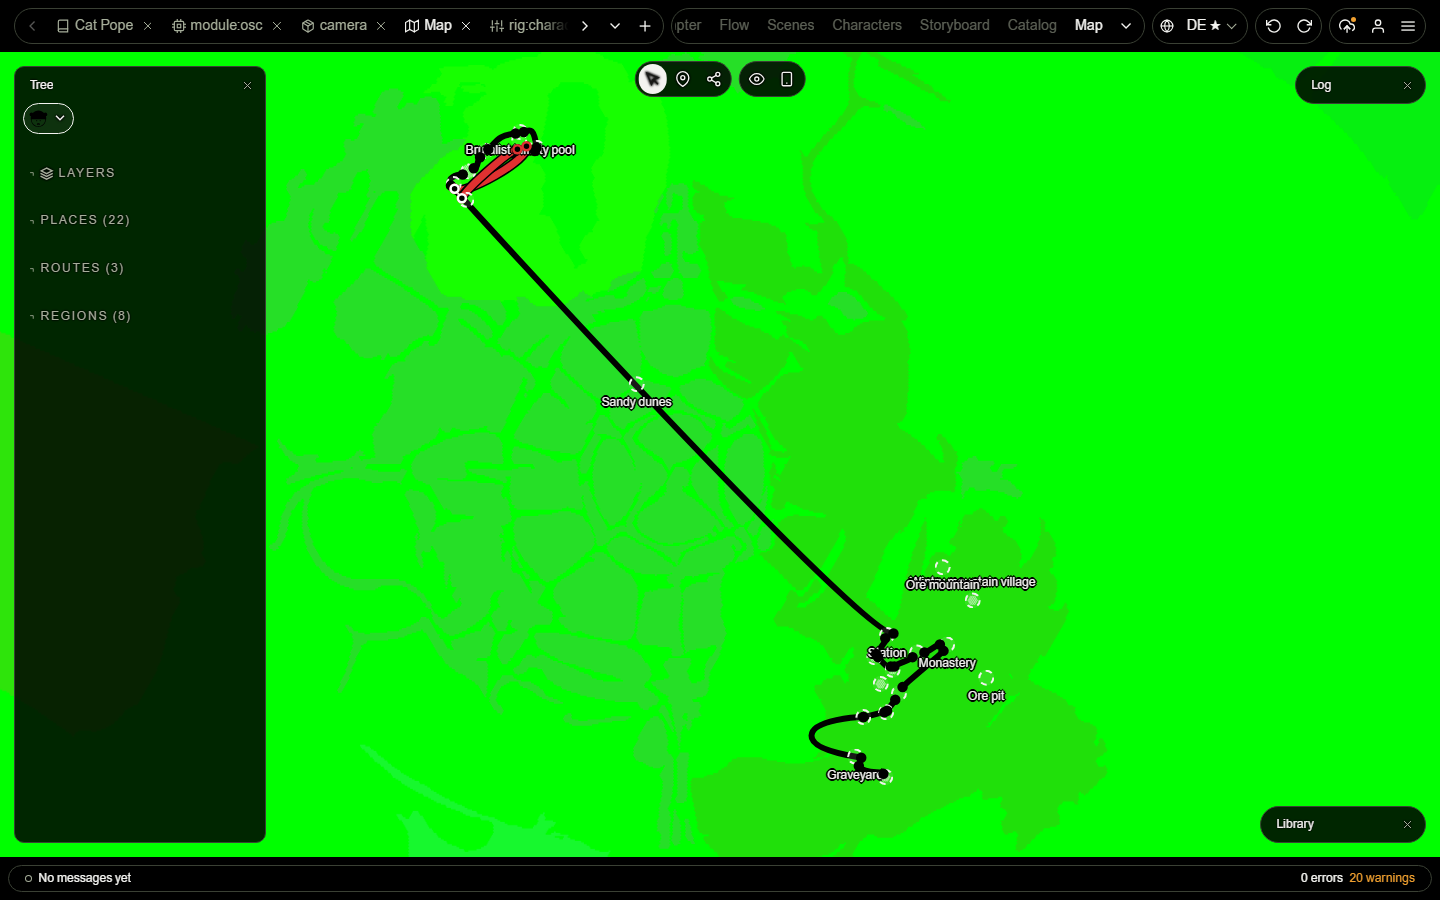 Cat Pope
module:osc
camera
Map
rig:chara
pter
Flow
Scenes
Characters
Storyboard
Catalog
Map
DE ★
Tree
LAYERS
PLACES (22)
ROUTES (3)
REGIONS (8)
Log
pool
Sandy dunes
Ore mountain
village
Station
Monastery
Ore pit
Graveyard
Library
No messages yet
0 errors 20 warnings